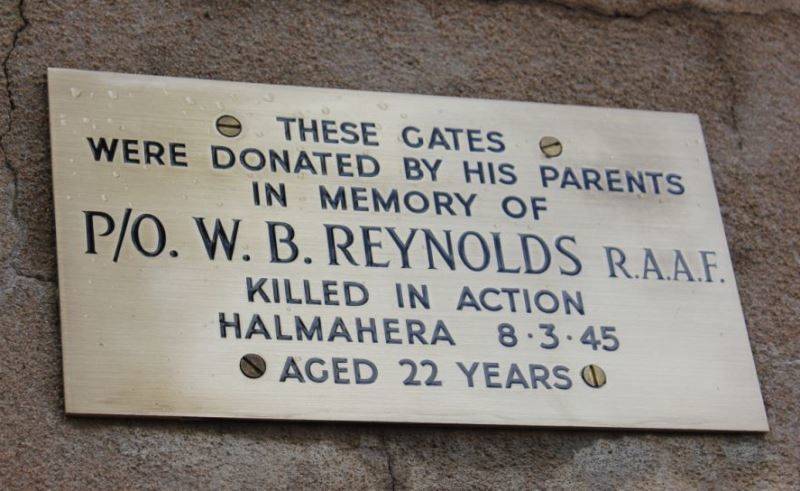 THESE GATES
WERE DONATED BY HIS PARENTS
IN MEMORY OF
P/O. W. B. REYNOLDS R.A.A.F.
KILLED IN ACTION
HALMAHERA 8·3·45
AGED 22 YEARS